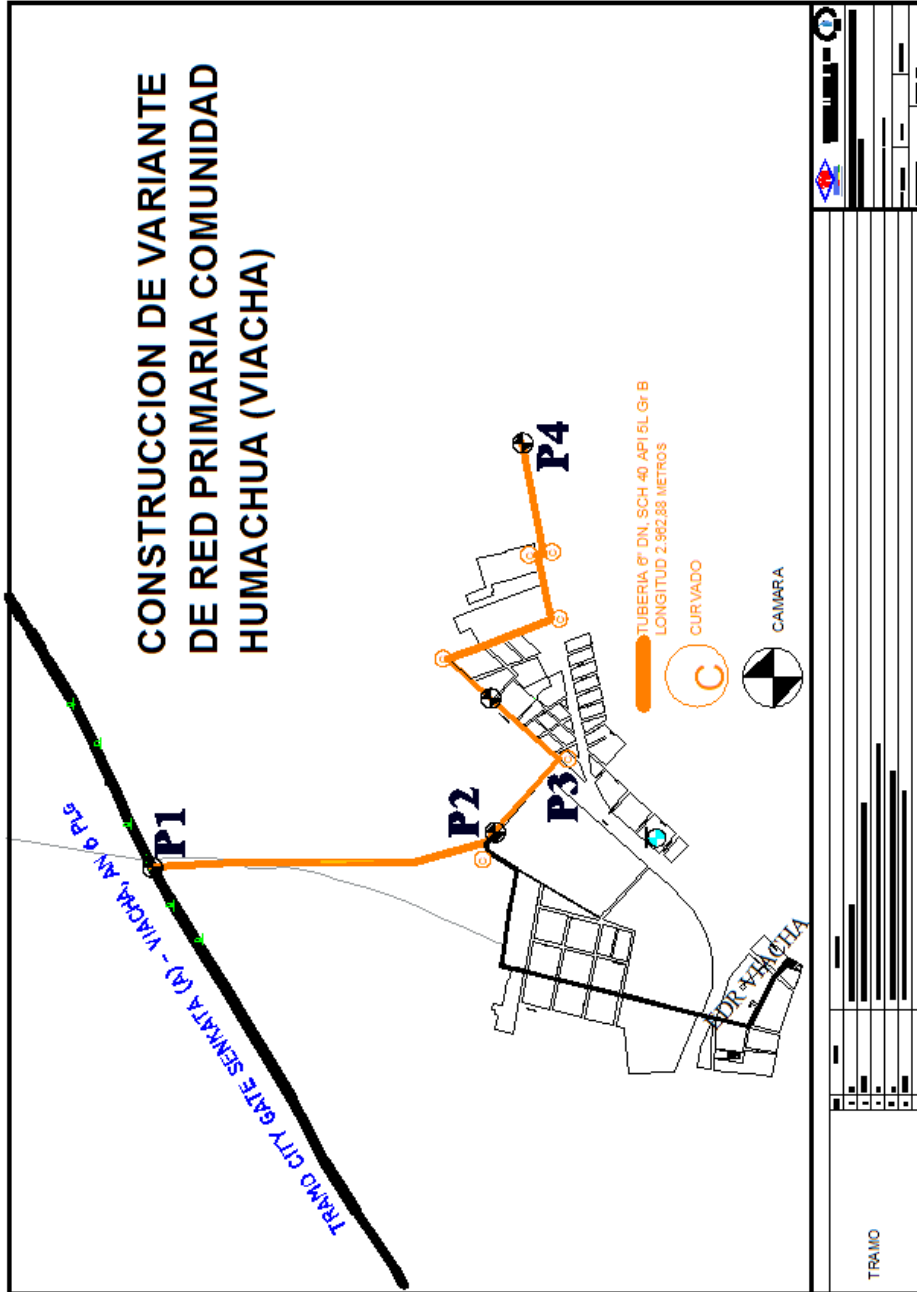 CONSTRUCCION DE VARIANTE
DE RED PRIMARIA COMUNIDAD
HUMACHUA (VIACHA)
TRAMO CITY GATE SENKATA (A) - VIACHA, AN 6 PLG
P1
P2
P3
P4
TUBERIA 6" DN, SCH 40 API 5L Gr B
LONGITUD 2.962,88 METROS
C
CURVADO
CAMARA
EDR-VIACHA
TRAMO